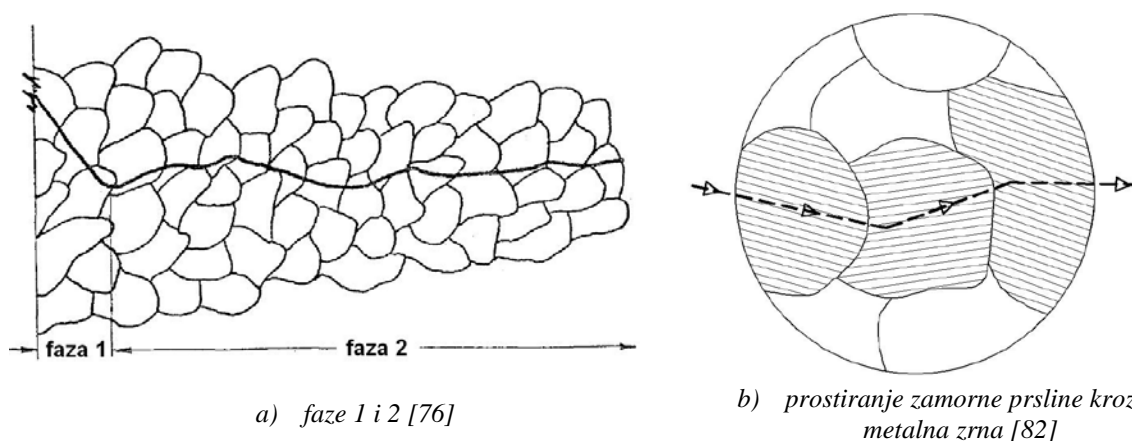 faza 1
faza 2
a) faze 1 i 2 [76]
b) prostiranje zamorne prsline kroz
metalna zrna [82]